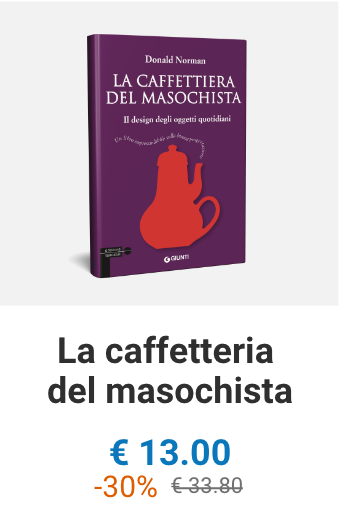 Donald Norman
LA CAFFETTIERA
DEL MASOCHISTA
Il design degli oggetti quotidiani
GIUNTI
La caffetteria
del masochista
€ 13.00
-30% € 33.80